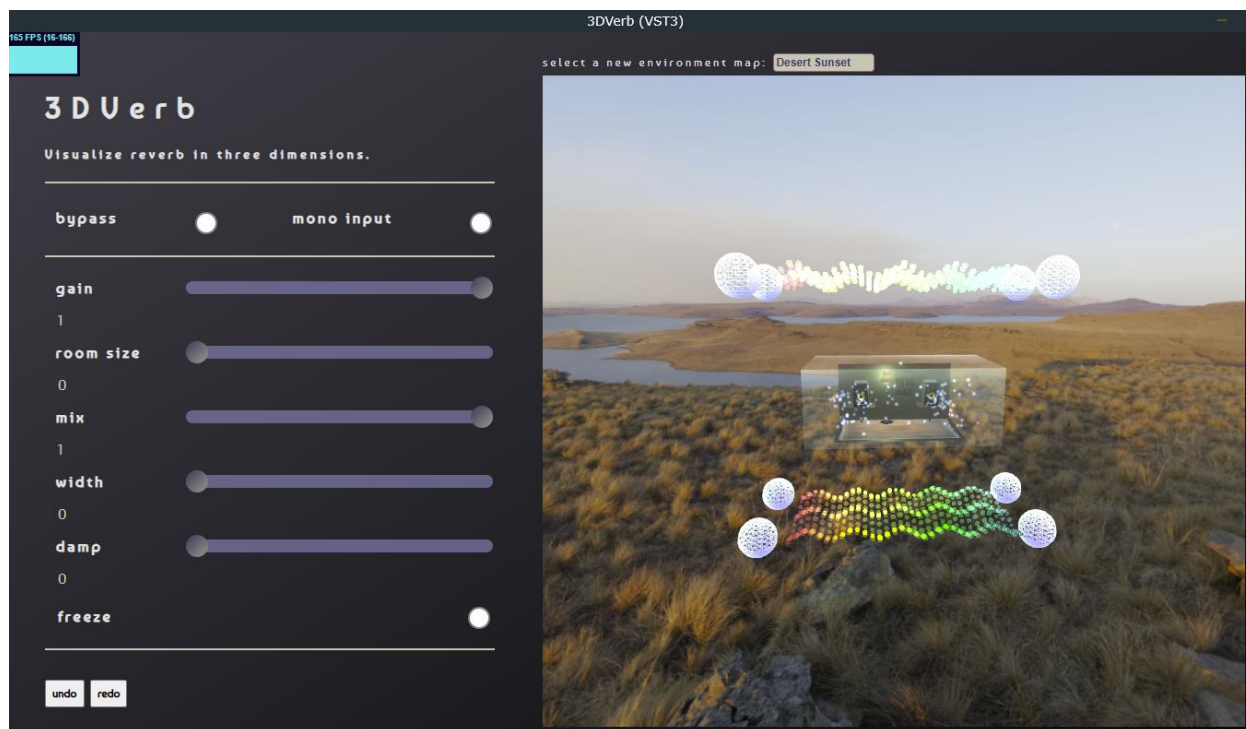 3DVerb (VST3)
165 FPS (16-166)
select a new environment map: Desert Sunset
3DVerb
Visualize reverb in three dimensions.
bypass
mono input
gain
1
room size
0
mix
1
width
0
damp
0
freeze
undo
redo